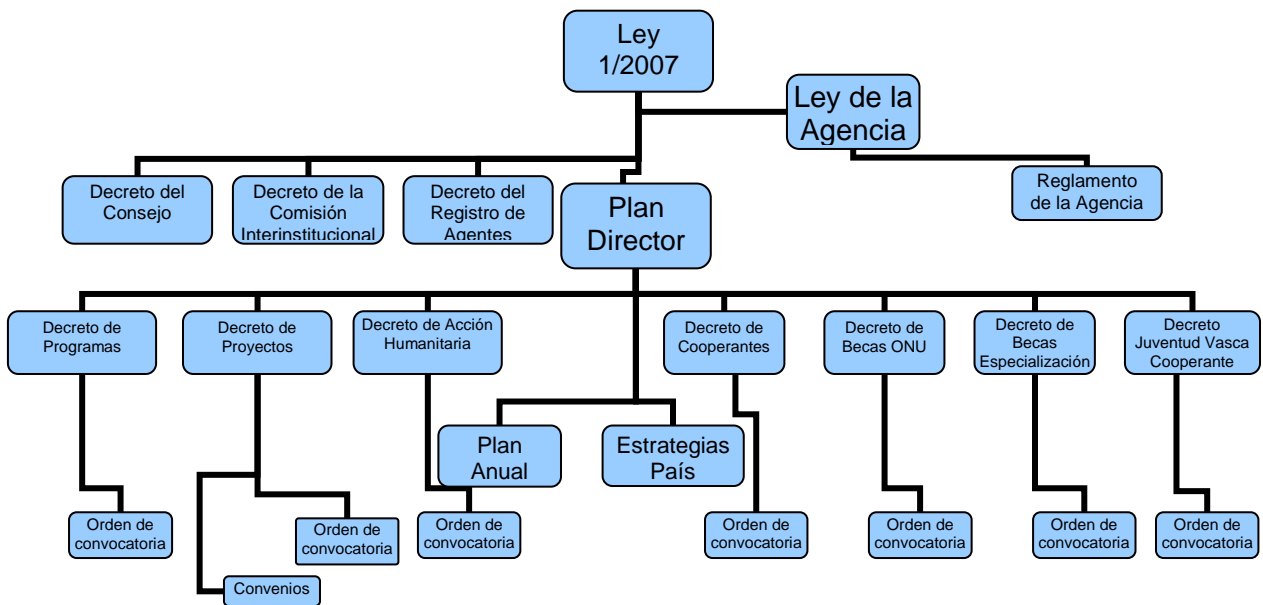 Ley
1/2007
Ley de la
Agencia
Decreto del
Consejo
Decreto de la
Comisión
Interinstitucional
Decreto del
Registro de
Agentes
Plan
Director
Reglamento
de la Agencia
Decreto de
Programas
Decreto de
Proyectos
Decreto de Acción
Humanitaria
Decreto de
Cooperantes
Decreto de
Becas ONU
Decreto de
Becas
Especialización
Decreto
Juventud Vasca
Cooperante
Plan
Anual
Estrategias
País
Orden de
convocatoria
Orden de
convocatoria
Orden de
convocatoria
Orden de
convocatoria
Orden de
convocatoria
Orden de
convocatoria
Orden de
convocatoria
Convenios